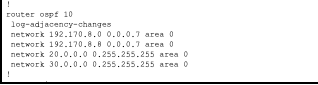 !
router ospf 10
log-adjacency-changes
network 192.170.8.0 0.0.0.7 area 0
network 192.170.8.8 0.0.0.7 area 0
network 20.0.0.0 0.255.255.255 area 0
network 30.0.0.0 0.255.255.255 area 0
!